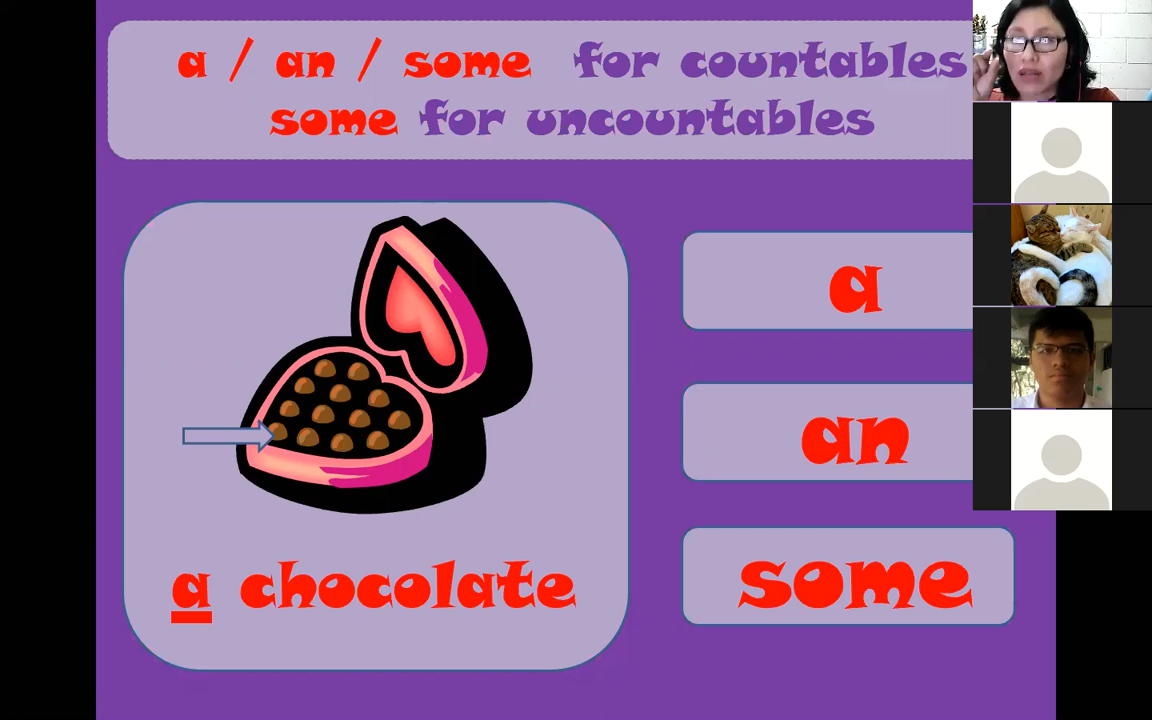 a / an / some for countables
some for uncountables
a
an
some
a chocolate